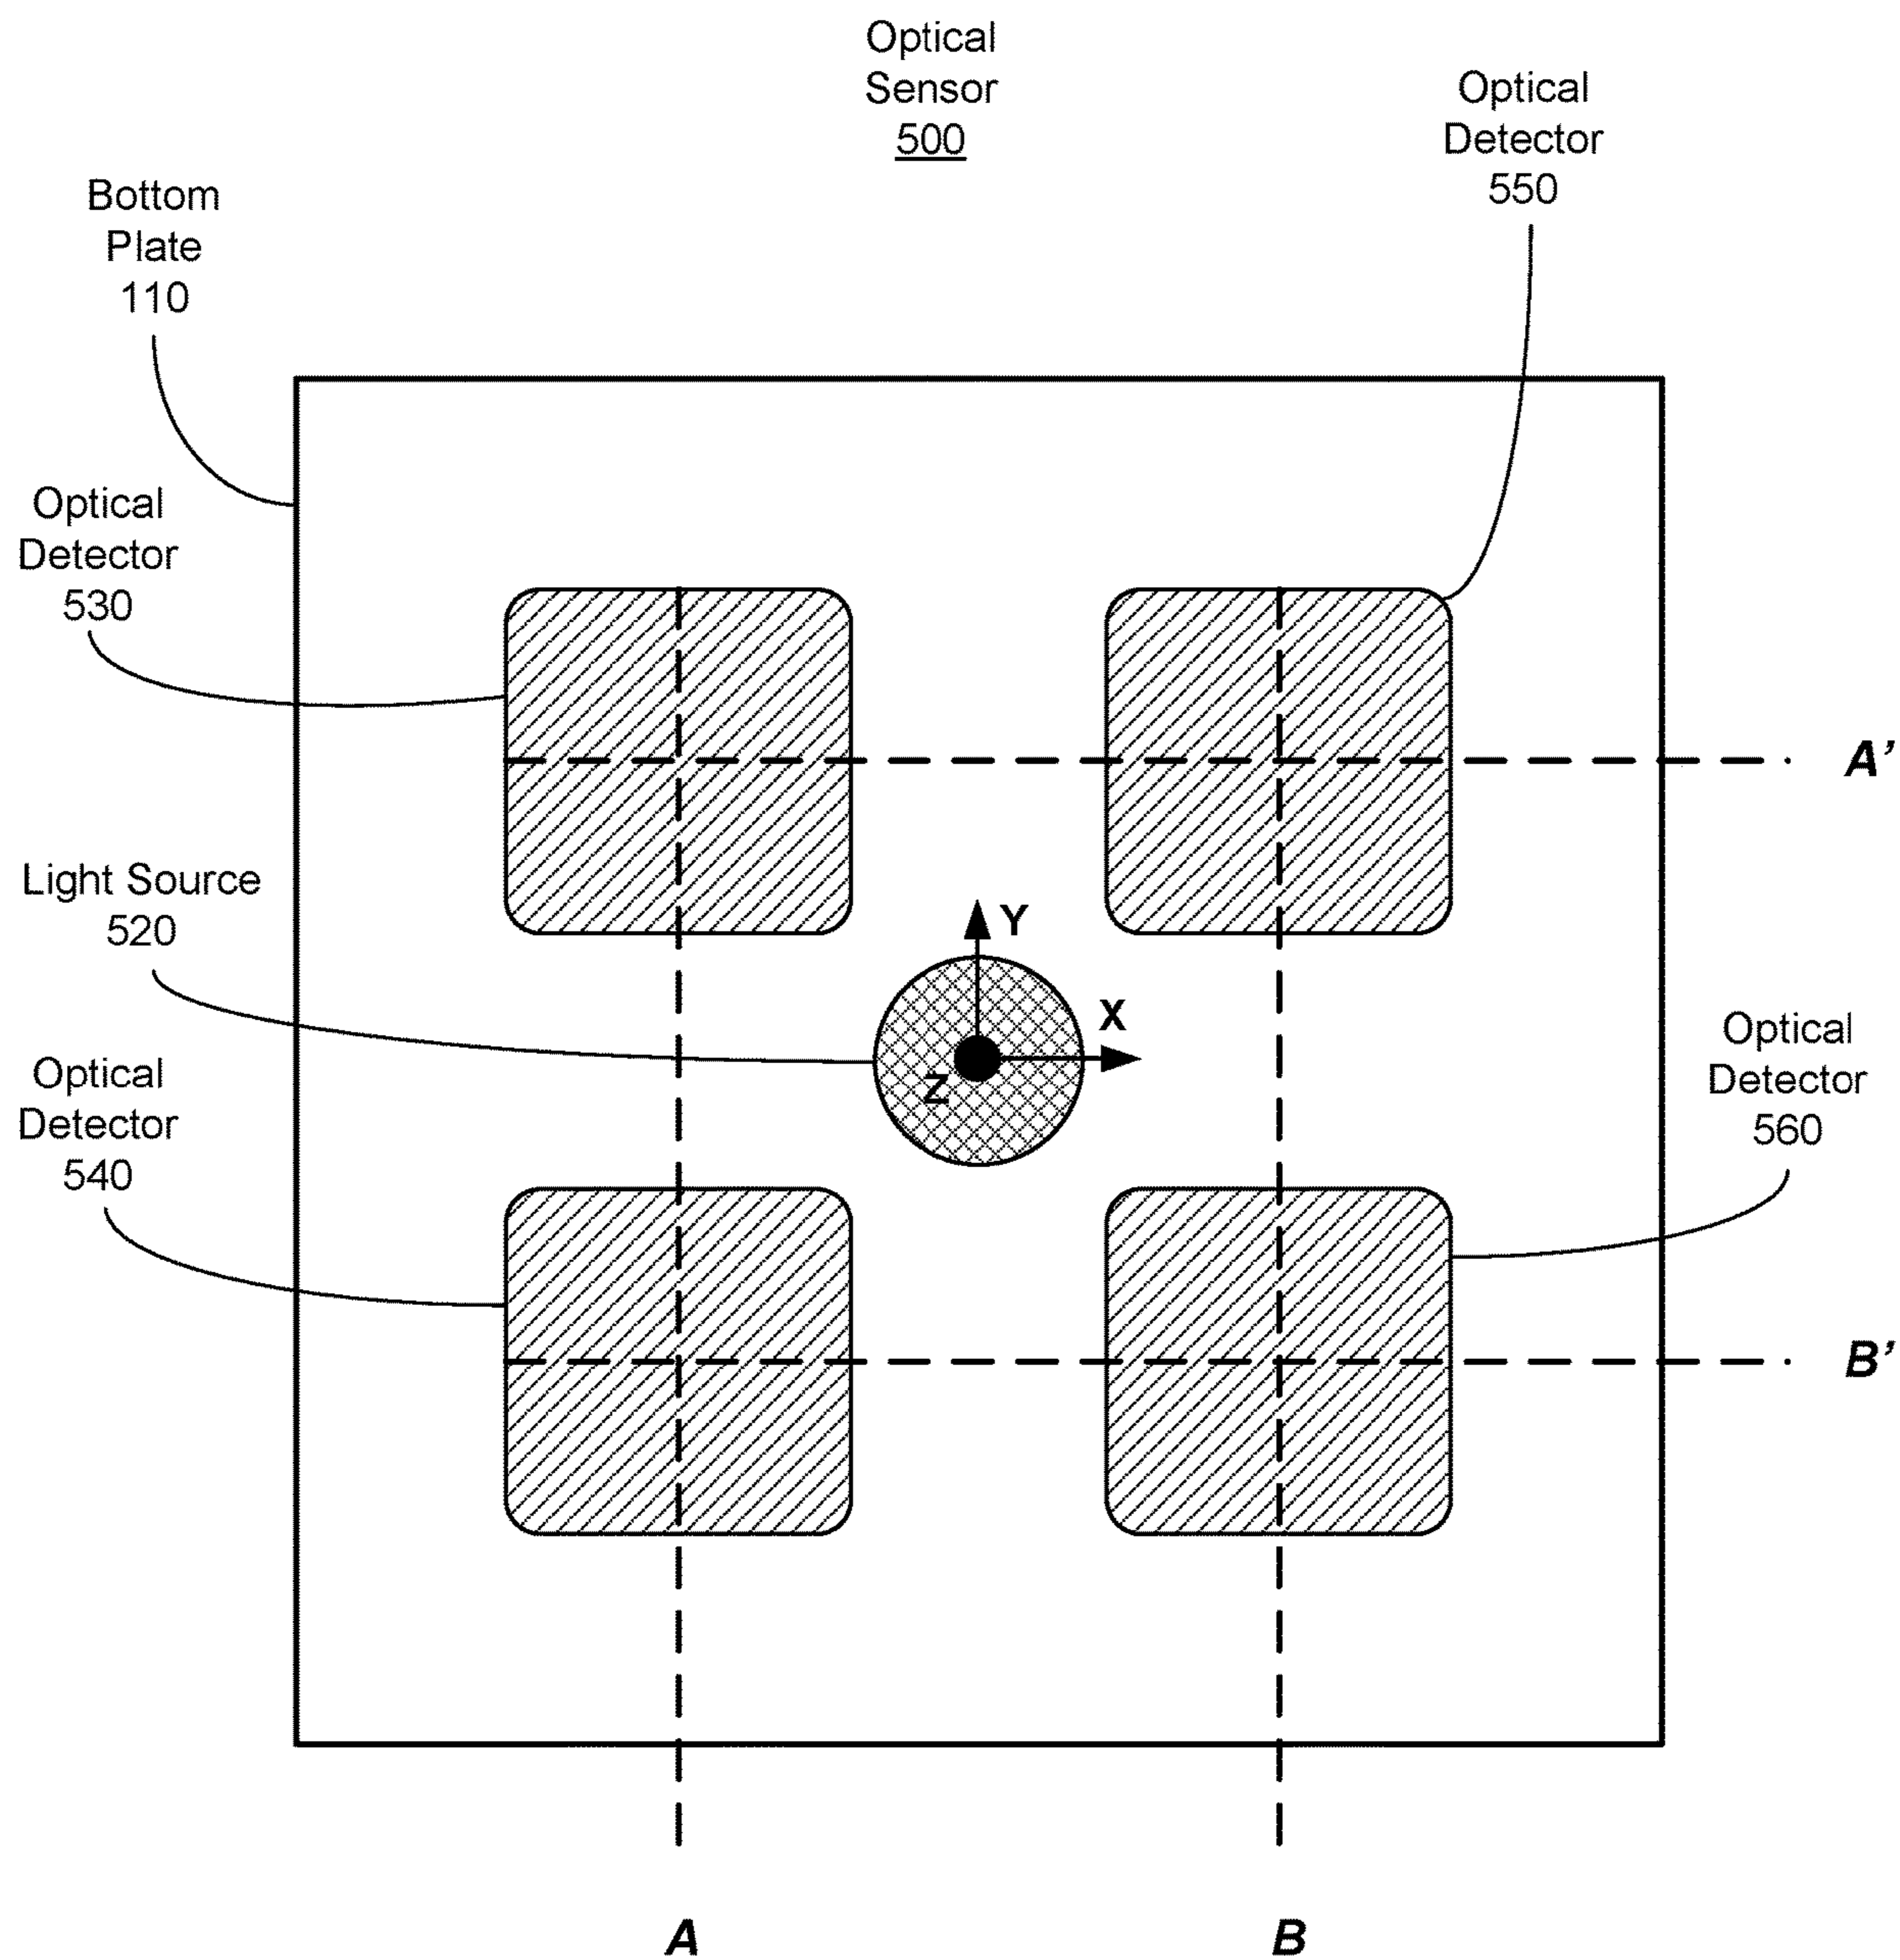 Optical
Sensor
500
Optical
Detector
550
Bottom
Plate
110
Optical
Detector
530
A’
Light Source
520
Y
X
Z
Optical
Detector
560
Optical
Detector
540
B’
A
B